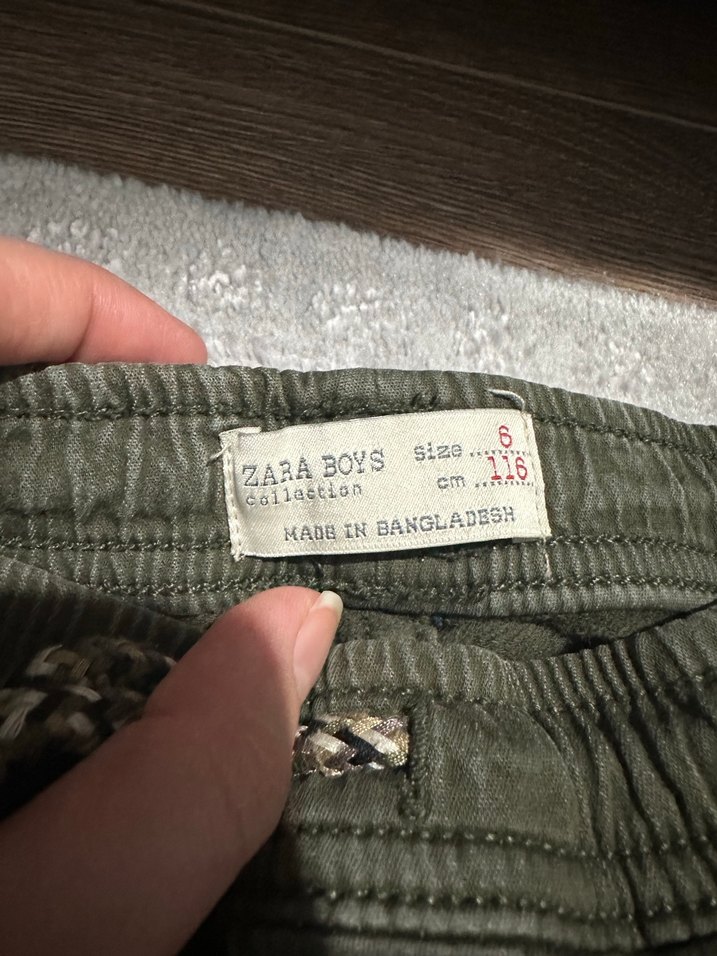 ZARA BOYS
collection
Size ..... 6
cm ..... 116
MADE IN BANGLADESH